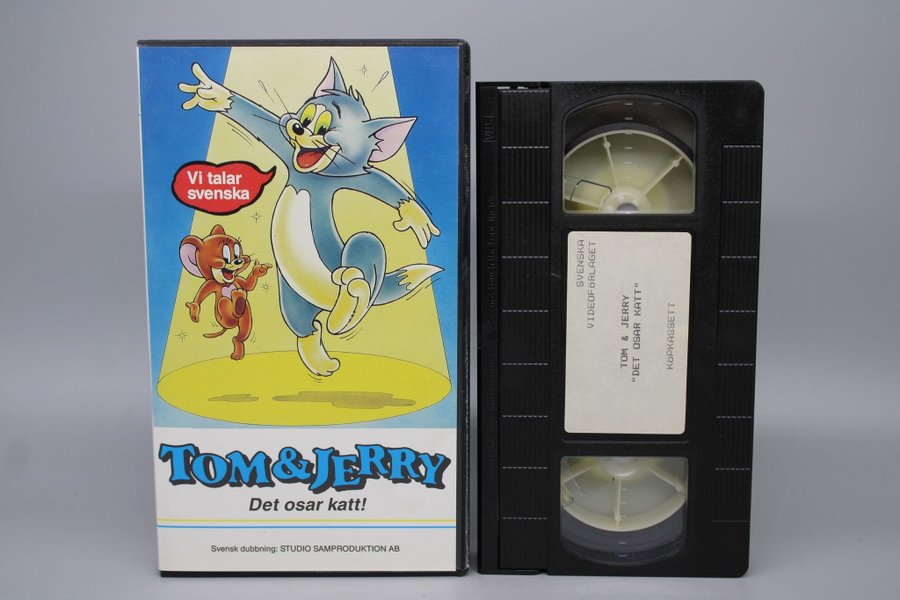 Vi talar
svenska
TOM & JERRY
Det osar katt!
Svensk dubbning: STUDIO SAMPRODUKTION AB
SVENSKA
VIDEOFÖRLAGET
TOM & JERRY
"DET OSAR KATT"
KÖPKASSETT
VHS